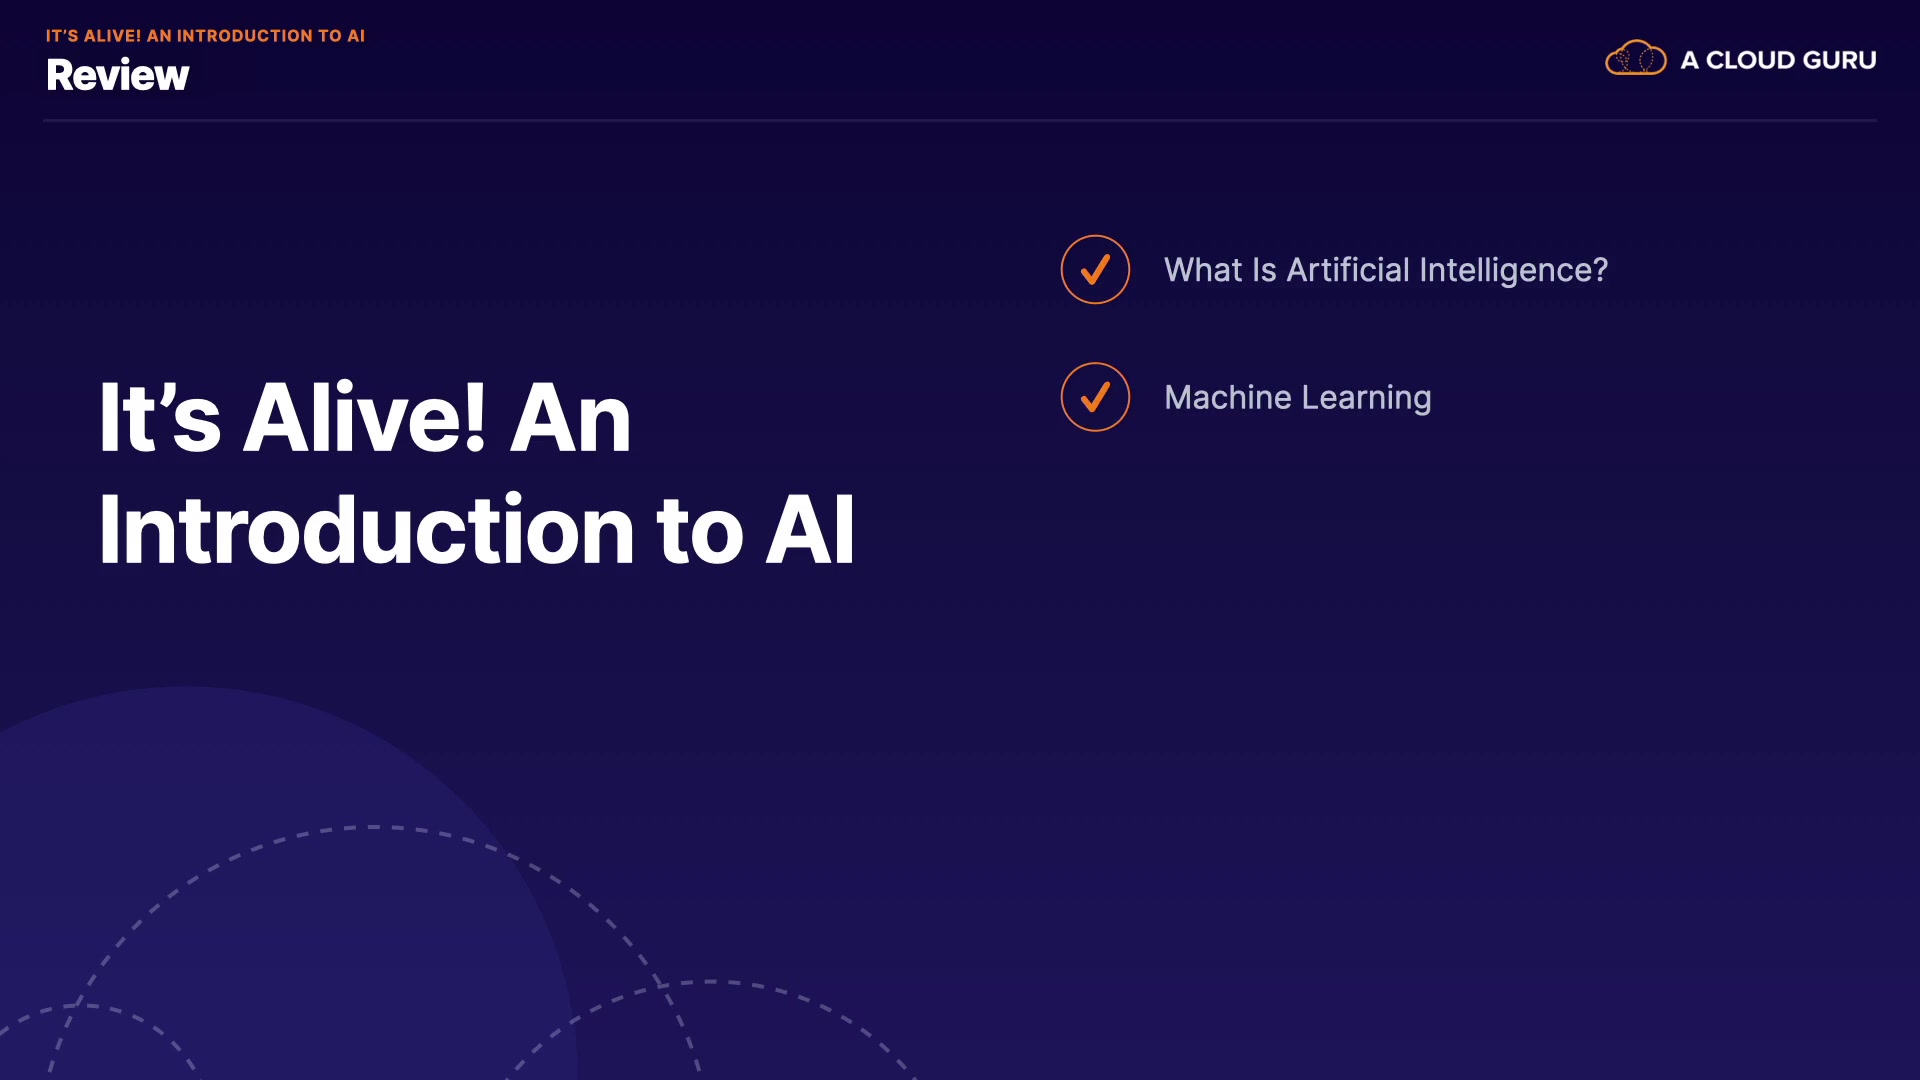 IT’S ALIVE! AN INTRODUCTION TO AI
Review
A CLOUD GURU
It’s Alive! An
Introduction to AI
What Is Artificial Intelligence?
Machine Learning